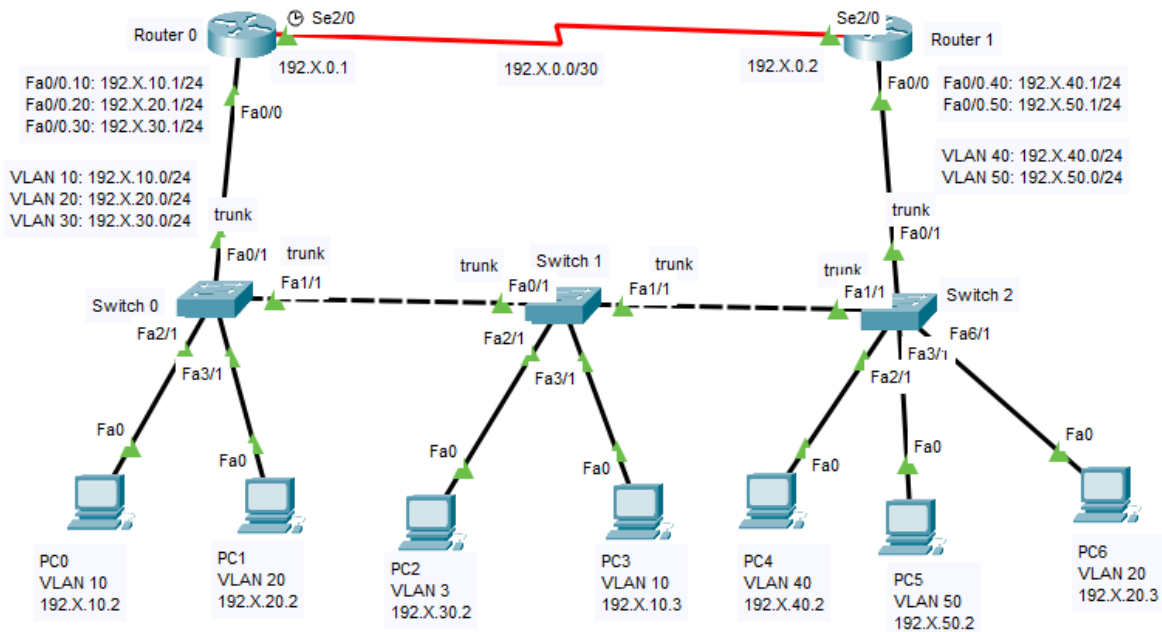 Router 0
Se2/0
192.X.0.1
192.X.0.0/30
Se2/0
192.X.0.2
Router 1
Fa0/0.10: 192.X.10.1/24
Fa0/0.20: 192.X.20.1/24
Fa0/0.30: 192.X.30.1/24
Fa0/0
Fa0/0
Fa0/0.40: 192.X.40.1/24
Fa0/0.50: 192.X.50.1/24
VLAN 10: 192.X.10.0/24
VLAN 20: 192.X.20.0/24
VLAN 30: 192.X.30.0/24
VLAN 40: 192.X.40.0/24
VLAN 50: 192.X.50.0/24
trunk
Fa0/1
trunk
Fa1/1
Switch 0
trunk
Fa0/1
Switch 1
trunk
Fa1/1
trunk
Fa1/1
trunk
Fa0/1
Switch 2
Fa2/1
Fa3/1
Fa2/1
Fa3/1
Fa2/1
Fa3/1
Fa6/1
Fa0
Fa0
Fa0
Fa0
Fa0
Fa0
Fa0
PC0
VLAN 10
192.X.10.2
PC1
VLAN 20
192.X.20.2
PC2
VLAN 3
192.X.30.2
PC3
VLAN 10
192.X.10.3
PC4
VLAN 40
192.X.40.2
PC5
VLAN 50
192.X.50.2
PC6
VLAN 20
192.X.20.3